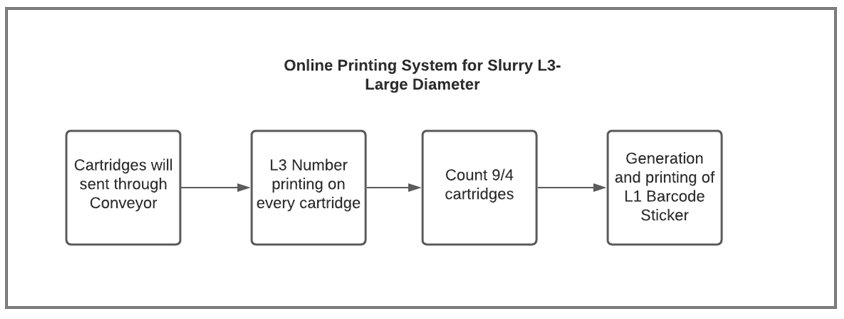 Online Printing System for Slurry L3-
Large Diameter
Cartridges will
sent through
Conveyor
L3 Number
printing on
every cartridge
Count 9/4
cartridges
Generation
and printing of
L1 Barcode
Sticker